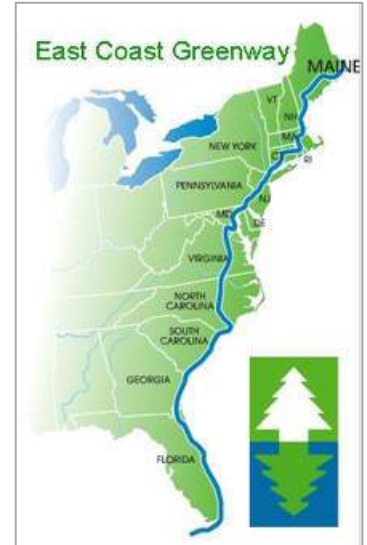 East Coast Greenway
MAINE
VT
NH
MA
NEW YORK
CT
RI
PENNSYLVANIA
NJ
MD
DE
VIRGINIA
NORTH
CAROLINA
SOUTH
CAROLINA
GEORGIA
FLORIDA